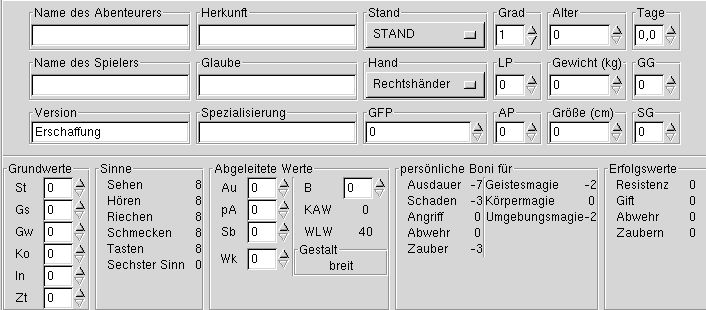 Name des Abenteurers Herkunft Stand Grad Alter Tage
STAND 1 0 0,0
Name des Spielers Glaube Hand LP Gewicht (kg) GG
Rechtshänder 0 0 0
Version Spezialisierung GFP AP Größe (cm) SG
Erschaffung 0 0 0 0
Grundwerte Sinne Abgeleitete Werte persönliche Boni für Erfolgswerte
St 0 Sehen 8 Au 0 B 0 Ausdauer -7 Geistesmagie -2 Resistenz 0
Gs 0 Hören 8 pA 0 KAW 0 Schaden -3 Körpermagie 0 Gift 0
Gw 0 Riechen 8 Sb 0 WLW 40 Angriff 0 Umgebungsmagie -2 Abwehr 0
Ko 0 Schmecken 8 Wk 0 Gestalt Abwehr 0 Zaubern 0
In 0 Tasten 8 breit Zauber -3
Zt 0 Sechster Sinn 0